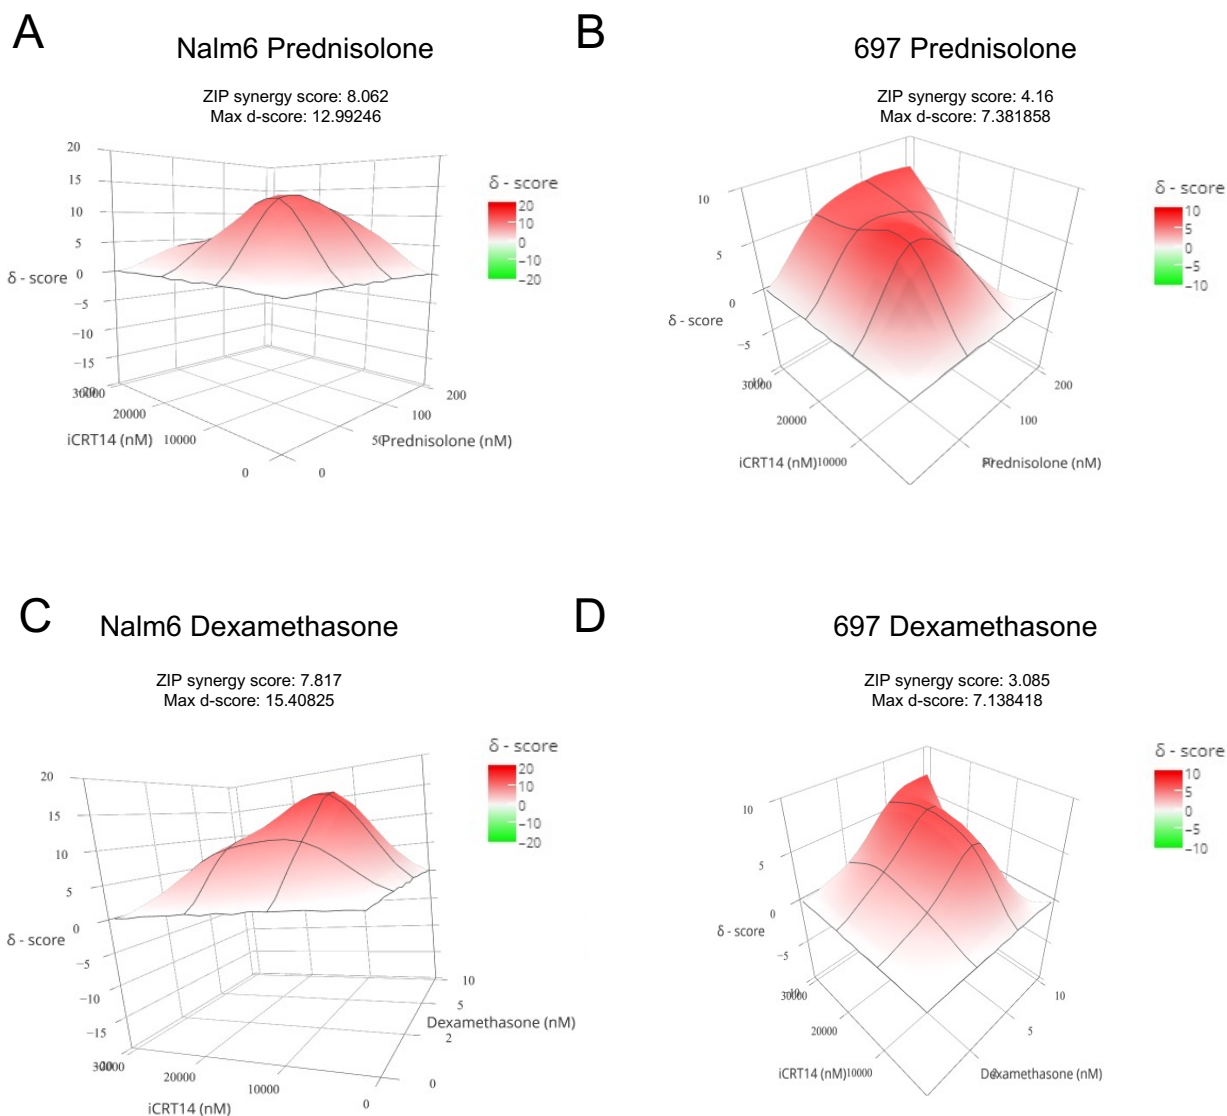 A
Nalm6 Prednisolone
ZIP synergy score: 8.062
Max d-score: 12.99246
20
15
10
5
0
−5
−10
−15
30000
20000
10000
0
0
100
200
δ - score
iCRT14 (nM)
Prednisolone (nM)
δ - score
20
10
0
−10
−20
B
697 Prednisolone
ZIP synergy score: 4.16
Max d-score: 7.381858
10
5
0
−5
30000
20000
10000
100
200
δ - score
iCRT14 (nM)
Prednisolone (nM)
δ - score
10
5
0
−5
−10
C
Nalm6 Dexamethasone
ZIP synergy score: 7.817
Max d-score: 15.40825
20
15
10
5
0
−5
−10
−15
20000
10000
0
0
2
5
10
δ - score
iCRT14 (nM)
Dexamethasone (nM)
δ - score
20
10
0
−10
−20
D
697 Dexamethasone
ZIP synergy score: 3.085
Max d-score: 7.138418
10
5
0
−5
30000
20000
10000
5
10
δ - score
iCRT14 (nM)
Dexamethasone (nM)
δ - score
10
5
0
−5
−10